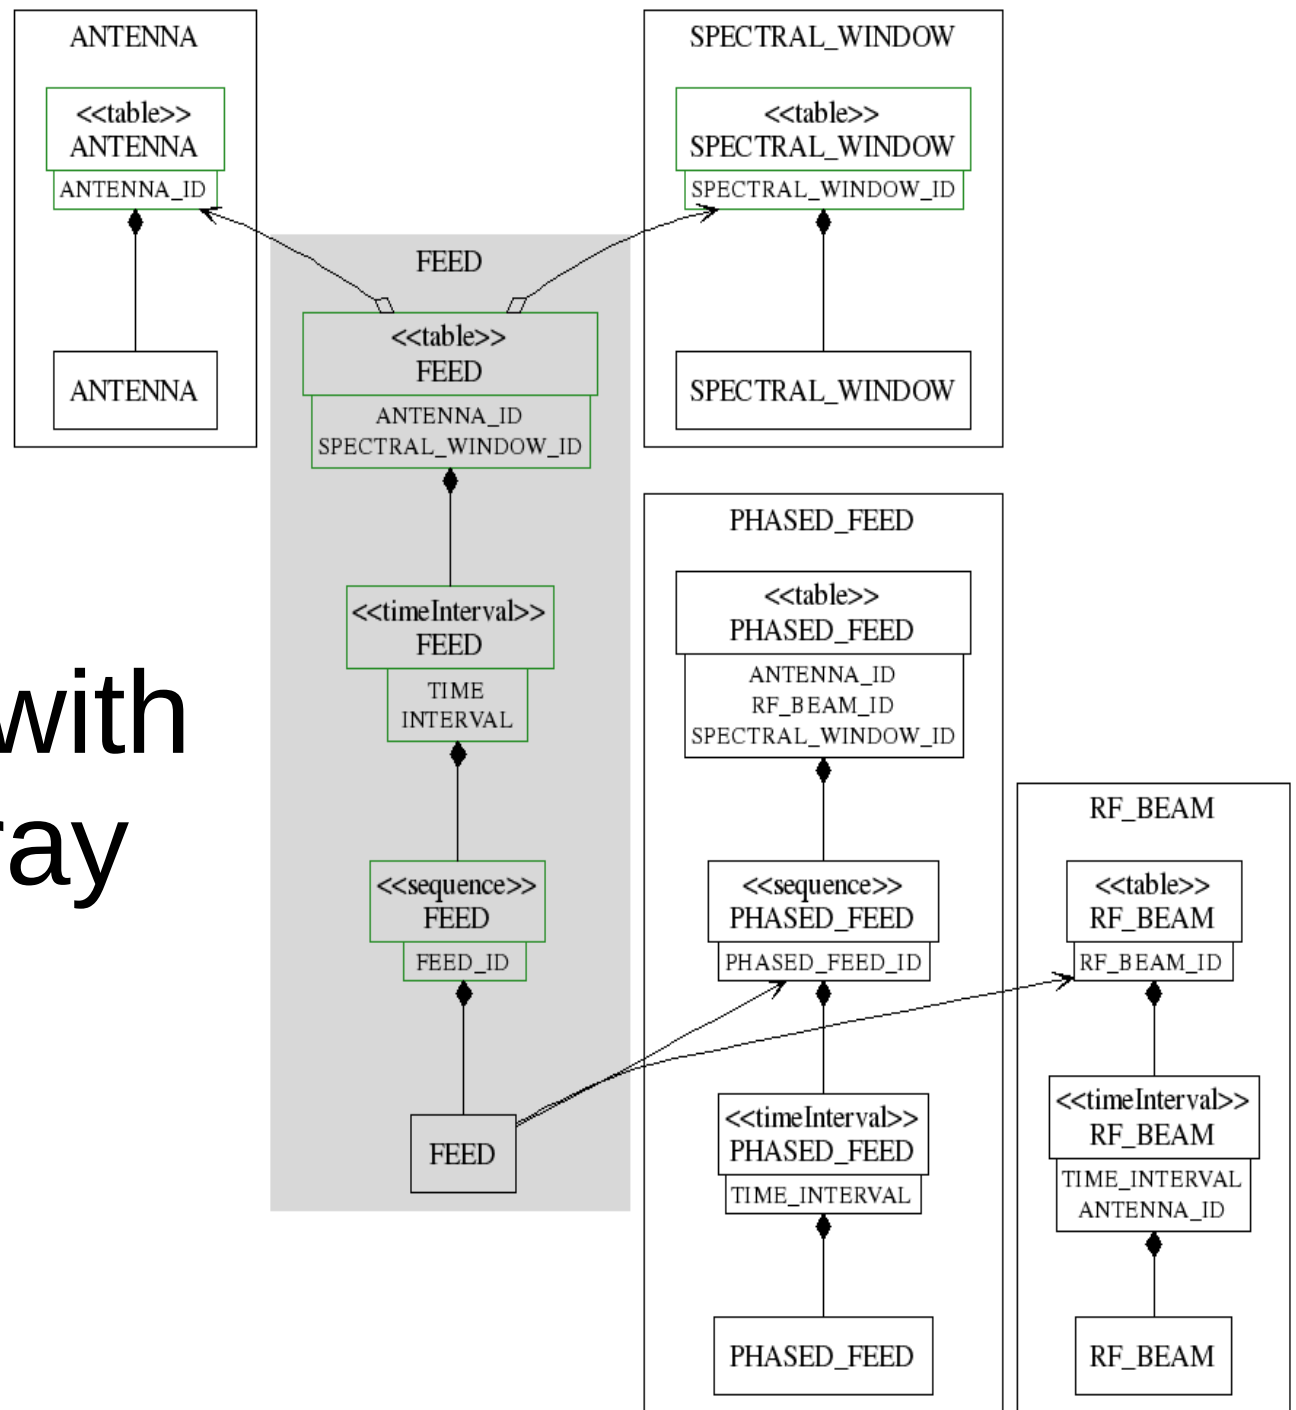 ANTENNA
<<table>>
ANTENNA
ANTENNA_ID
ANTENNA
SPECTRAL_WINDOW
<<table>>
SPECTRAL_WINDOW
SPECTRAL_WINDOW_ID
SPECTRAL_WINDOW
FEED
<<table>>
FEED
ANTENNA_ID
SPECTRAL_WINDOW_ID
<<timeInterval>>
FEED
TIME
INTERVAL
<<sequence>>
FEED
FEED_ID
FEED
with
ray
PHASED_FEED
<<table>>
PHASED_FEED
ANTENNA_ID
RF_BEAM_ID
SPECTRAL_WINDOW_ID
<<sequence>>
PHASED_FEED
PHASED_FEED_ID
<<timeInterval>>
PHASED_FEED
TIME_INTERVAL
PHASED_FEED
RF_BEAM
<<table>>
RF_BEAM
RF_BEAM_ID
<<timeInterval>>
RF_BEAM
TIME_INTERVAL
ANTENNA_ID
RF_BEAM